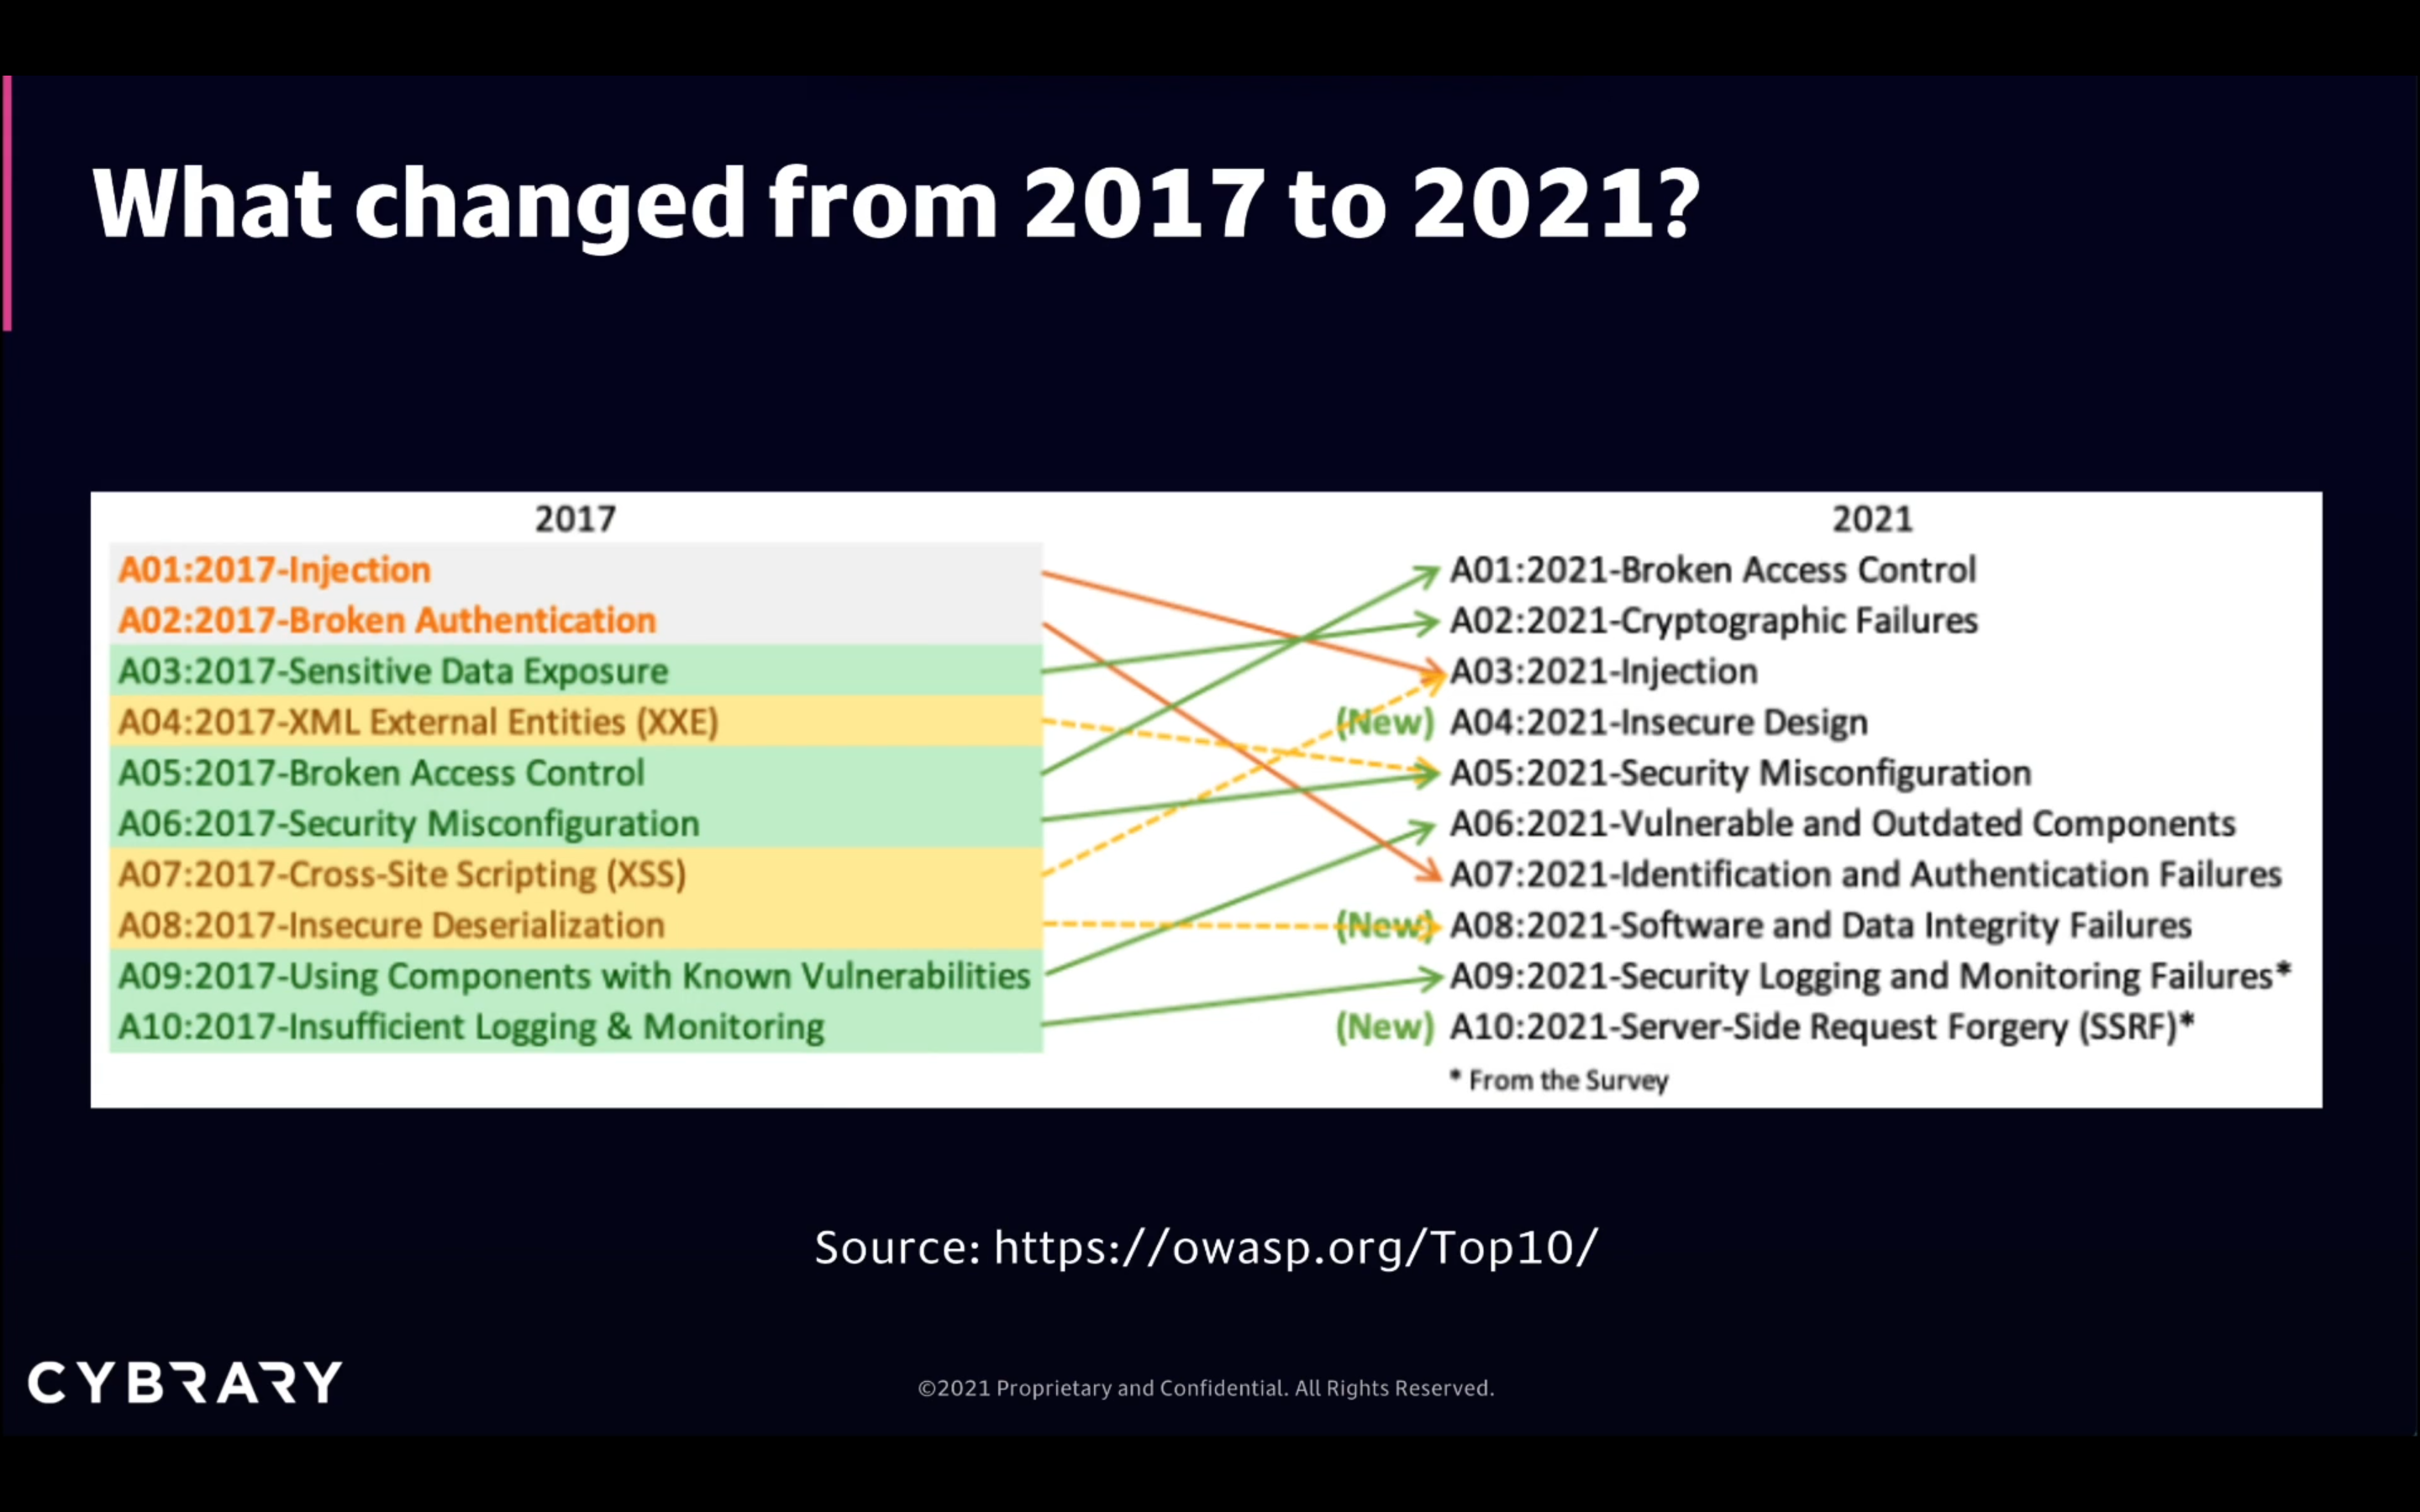 What changed from 2017 to 2021?
2017
A01:2017-Injection
A02:2017-Broken Authentication
A03:2017-Sensitive Data Exposure
A04:2017-XML External Entities (XXE)
A05:2017-Broken Access Control
A06:2017-Security Misconfiguration
A07:2017-Cross-Site Scripting (XSS)
A08:2017-Insecure Deserialization
A09:2017-Using Components with Known Vulnerabilities
A10:2017-Insufficient Logging & Monitoring
2021
A01:2021-Broken Access Control
A02:2021-Cryptographic Failures
A03:2021-Injection
(New) A04:2021-Insecure Design
A05:2021-Security Misconfiguration
A06:2021-Vulnerable and Outdated Components
A07:2021-Identification and Authentication Failures
(New) A08:2021-Software and Data Integrity Failures
A09:2021-Security Logging and Monitoring Failures*
(New) A10:2021-Server-Side Request Forgery (SSRF)*
* From the Survey
Source: https://owasp.org/Top10/
CYBRARY
©2021 Proprietary and Confidential. All Rights Reserved.